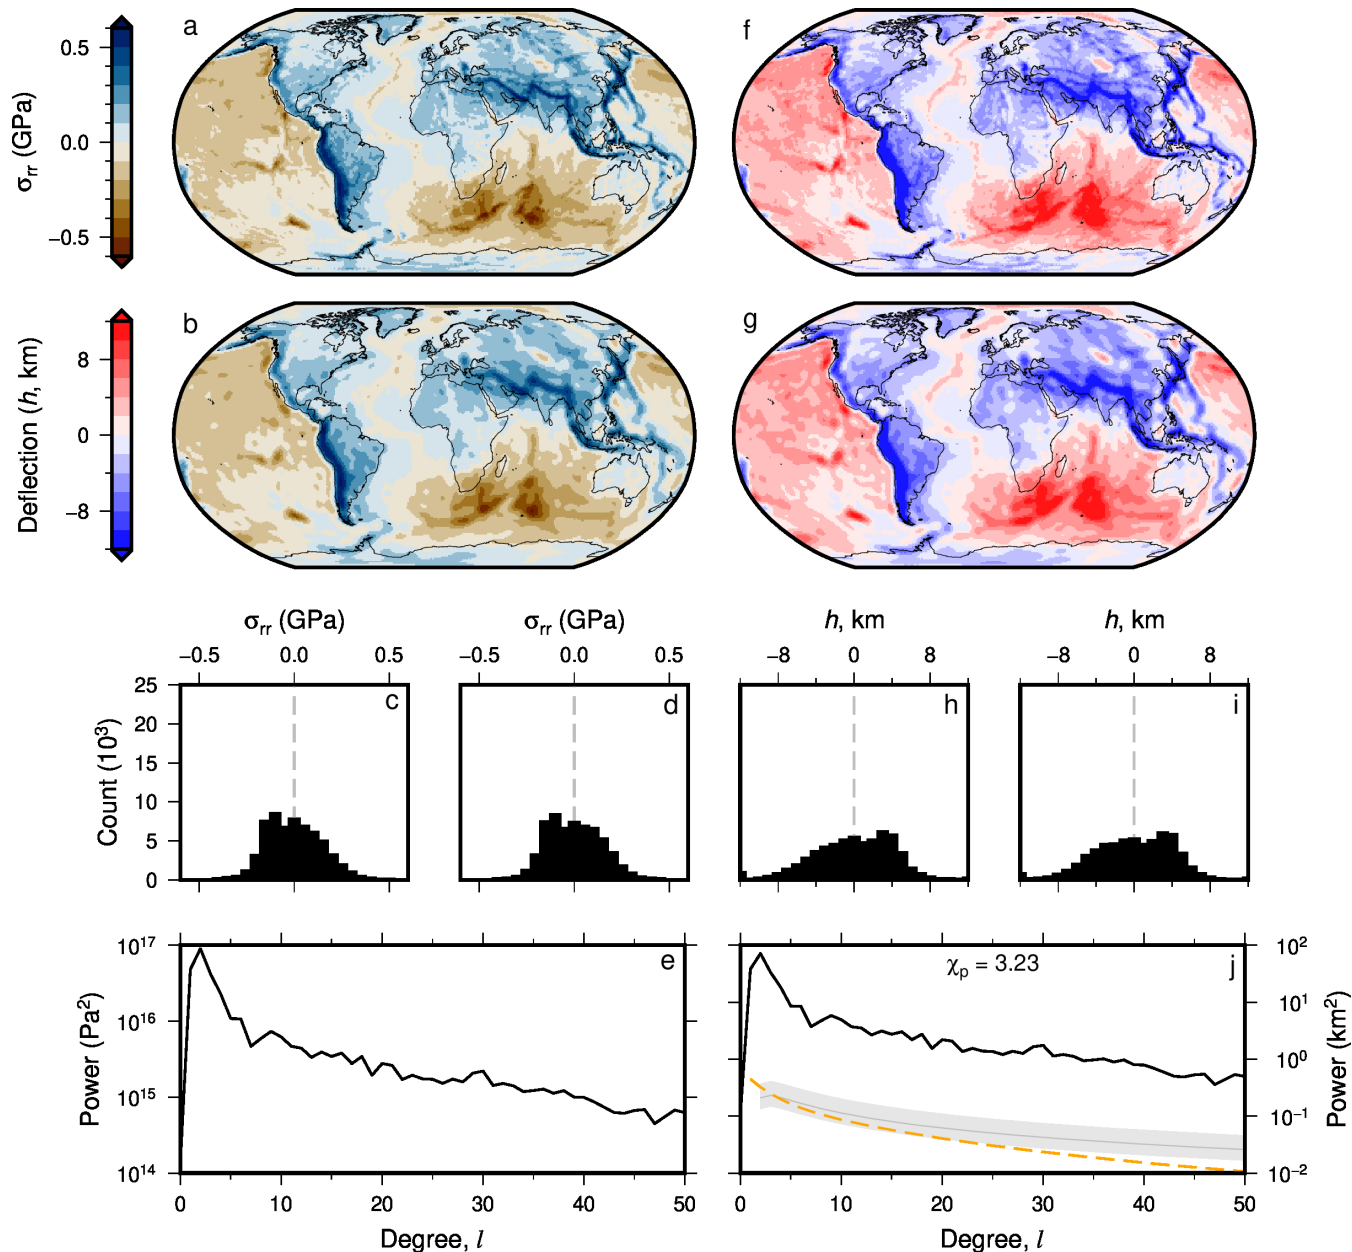 a
f
0.5
0.0
−0.5
σrr (GPa)
b
g
8
0
−8
Deflection (h, km)
σrr (GPa)
σrr (GPa)
h, km
h, km
−0.5 0.0 0.5
−0.5 0.0 0.5
−8 0 8
−8 0 8
25
20
15
10
5
0
Count (10³)
c
d
h
i
10¹⁷
10¹⁶
10¹⁵
10¹⁴
Power (Pa²)
e
χp = 3.23
j
10²
10¹
10⁰
10⁻¹
10⁻²
Power (km²)
0 10 20 30 40 50
0 10 20 30 40 50
Degree, l
Degree, l